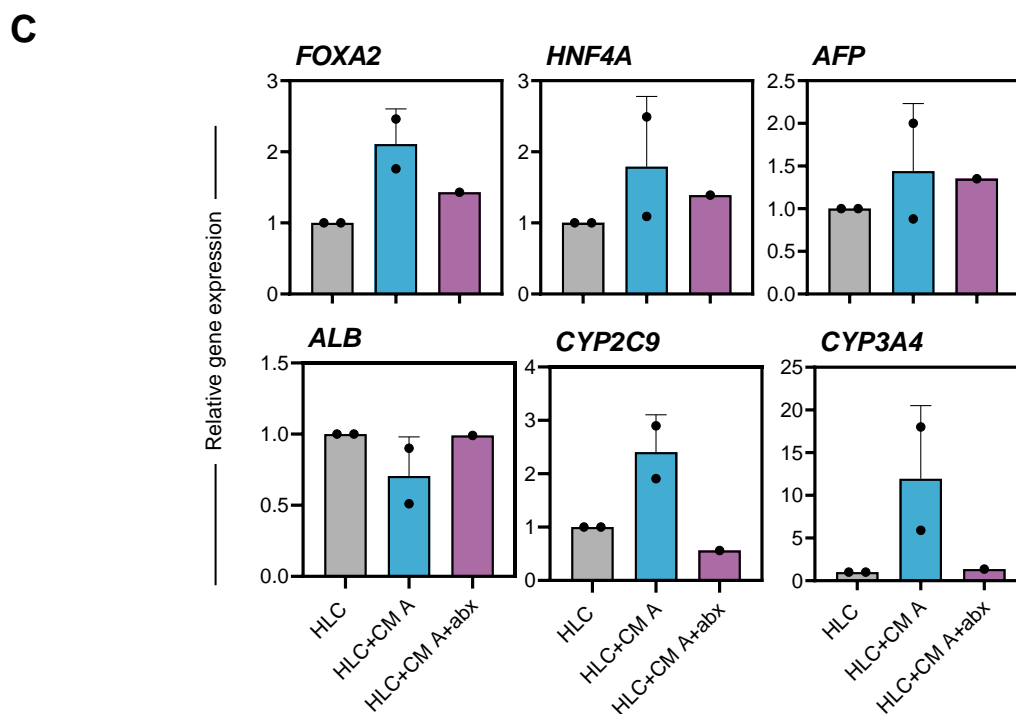 C
FOXA2
HNF4A
AFP
3
2
1
0
3
2
1
0
2.5
2.0
1.5
1.0
0.5
0.0
Relative gene expression
ALB
CYP2C9
CYP3A4
1.5
1.0
0.5
0.0
4
3
2
1
0
25
20
15
10
5
0
HLC
HLC+CM A
HLC+CM A+abx
HLC
HLC+CM A
HLC+CM A+abx
HLC
HLC+CM A
HLC+CM A+abx